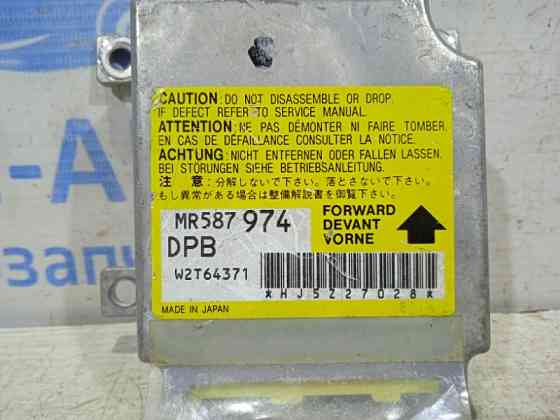 CAUTION: DO NOT DISASSEMBLE OR DROP.
IF DEFECT REFER TO SERVICE MANUAL.
ATTENTION: NE PAS DÉMONTER NI FAIRE TOMBER.
EN CAS DE DÉFAILLANCE CONSULTER LA NOTICE.
ACHTUNG: NICHT ENTFERNEN ODER FALLEN LASSEN.
BEI STÖRUNGEN SIEHE BETRIEBSANLEITUNG.
注 意:分解しないで下さい。落とさないで下さい。
もし異常がある場合は整備解説書を御覧下さい。
MR587 974
DPB
W2T64371
FORWARD
DEVANT
VORNE
*HJ5Z27028*
MADE IN JAPAN